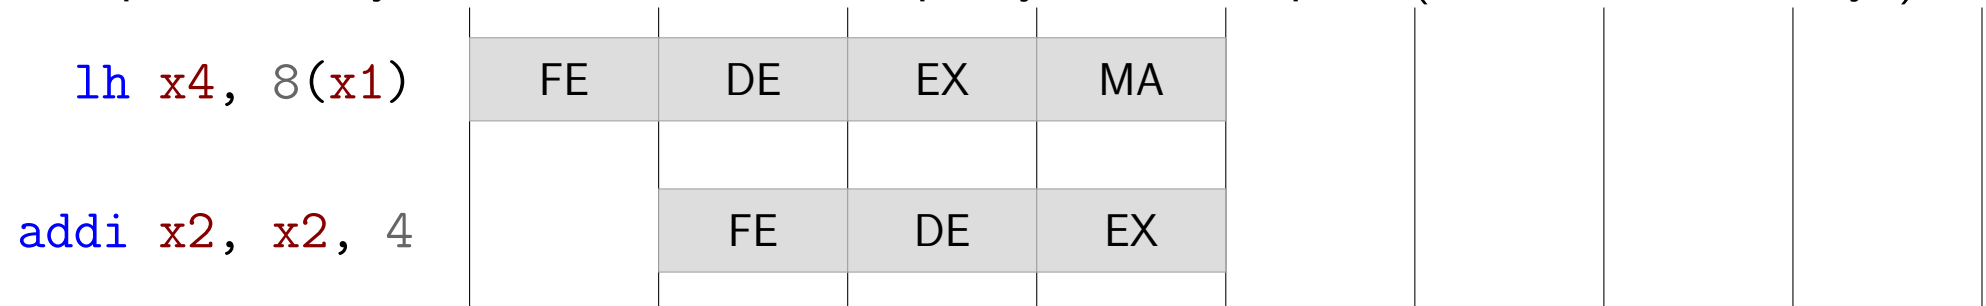 lh x4, 8(x1) FE DE EX MA
addi x2, x2, 4 FE DE EX